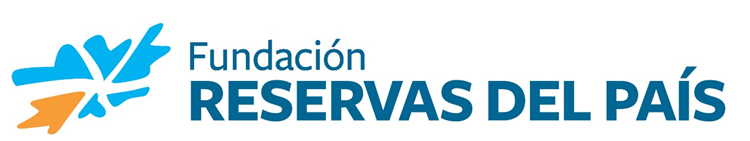 Fundación
RESERVAS DEL PAÍS